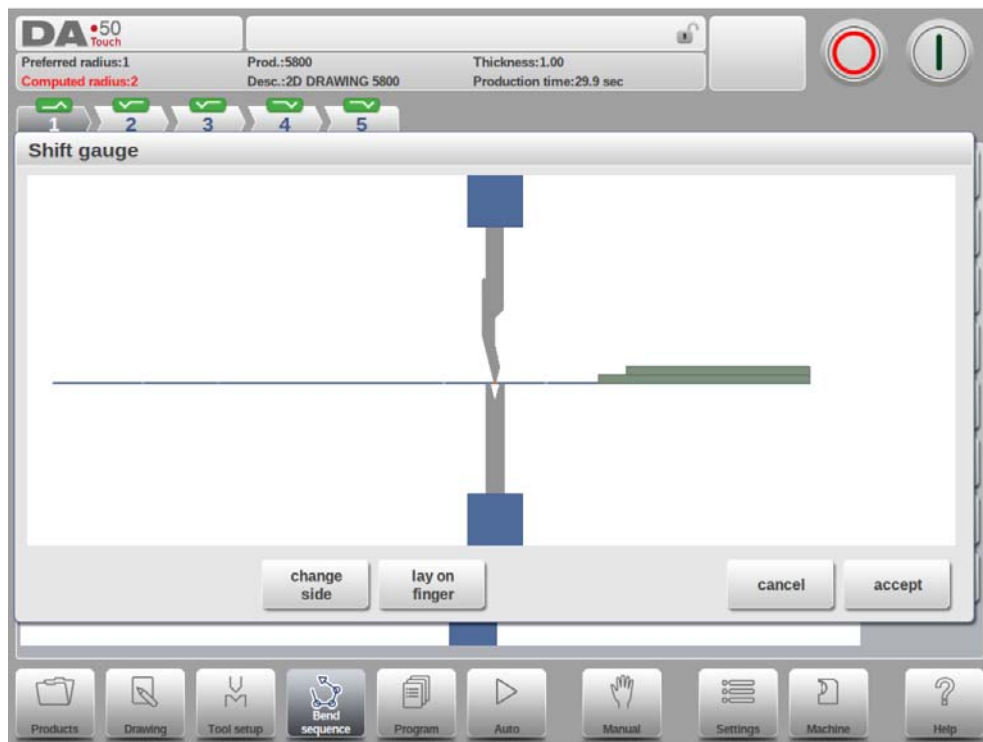 DA•50
Touch
Preferred radius:1
Prod.:5800
Thickness:1.00
Computed radius:2
Desc.:2D DRAWING 5800
Production time:29.9 sec
1
2
3
4
5
Shift gauge
change
side
lay on
finger
cancel
accept
Products
Drawing
Tool setup
Bend
sequence
Program
Auto
Manual
Settings
Machine
Help